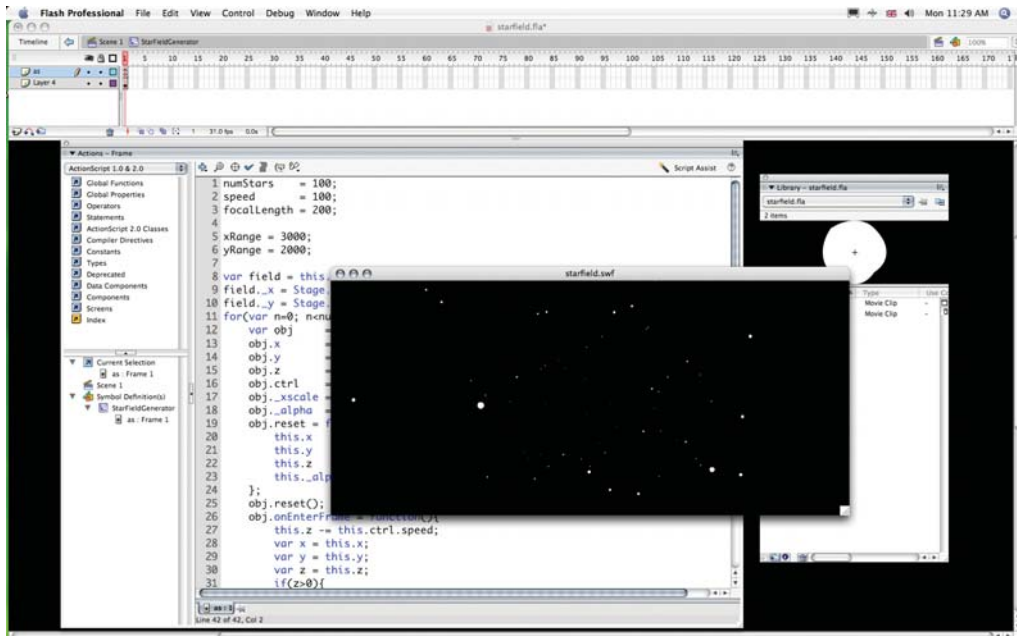 Flash Professional File Edit View Control Debug Window Help
Mon 11:29 AM
starfield.fla*
Timeline Scene 1 StarFieldGenerator 100%
5 10 15 20 25 30 35 40 45 50 55 60 65 70 75 80 85 90 95 100 105 110 115 120 125 130 135 140 145 150 155 160 165 170
as
Layer 4
1 31.0 fps 0.0s
Actions - Frame
ActionScript 1.0 & 2.0
Global Functions
Global Properties
Operators
Statements
ActionScript 2.0 Classes
Compiler Directives
Constants
Types
Deprecated
Data Components
Components
Screens
Index
Current Selection
as : Frame 1
Scene 1
Symbol Definition(s)
StarFieldGenerator
as : Frame 1
Script Assist
1 numStars = 100;
2 speed = 100;
3 focalLength = 200;
4
5 xRange = 3000;
6 yRange = 2000;
7
8 var field = this.
9 field._x = Stage.
10 field._y = Stage.
11 for(var n=0; n<nu
12 var obj =
13 obj.x =
14 obj.y =
15 obj.z =
16 obj.ctrl =
17 obj._xscale =
18 obj._alpha =
19 obj.reset = f
20 this.x
21 this.y
22 this.z
23 this._alp
24 };
25 obj.reset();
26 obj.onEnterFrame = function(){
27 this.z -= this.ctrl.speed;
28 var x = this.x;
29 var y = this.y;
30 var z = this.z;
31 if(z>0){
as : 1
Line 42 of 42, Col 2
starfield.swf
Library - starfield.fla
starfield.fla
2 items
Type Use
Movie Clip -
Movie Clip -